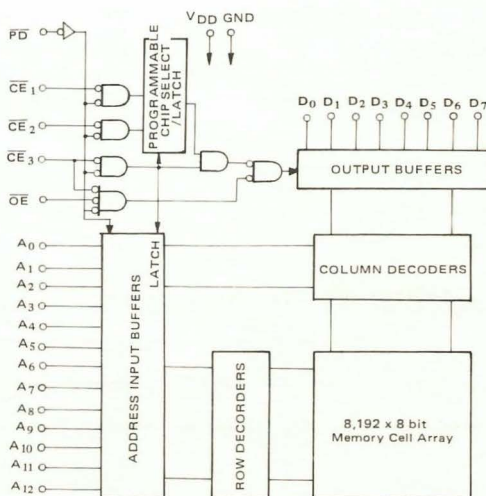 PD
VDD GND
CE1
CE2
CE3
OE
PROGRAMMABLE
CHIP SELECT
/LATCH
D0 D1 D2 D3 D4 D5 D6 D7
OUTPUT BUFFERS
COLUMN DECODERS
LATCH
ADDRESS INPUT BUFFERS
A0
A1
A2
A3
A4
A5
A6
A7
A8
A9
A10
A11
A12
ROW DECORDERS
8,192 x 8 bit
Memory Cell Array